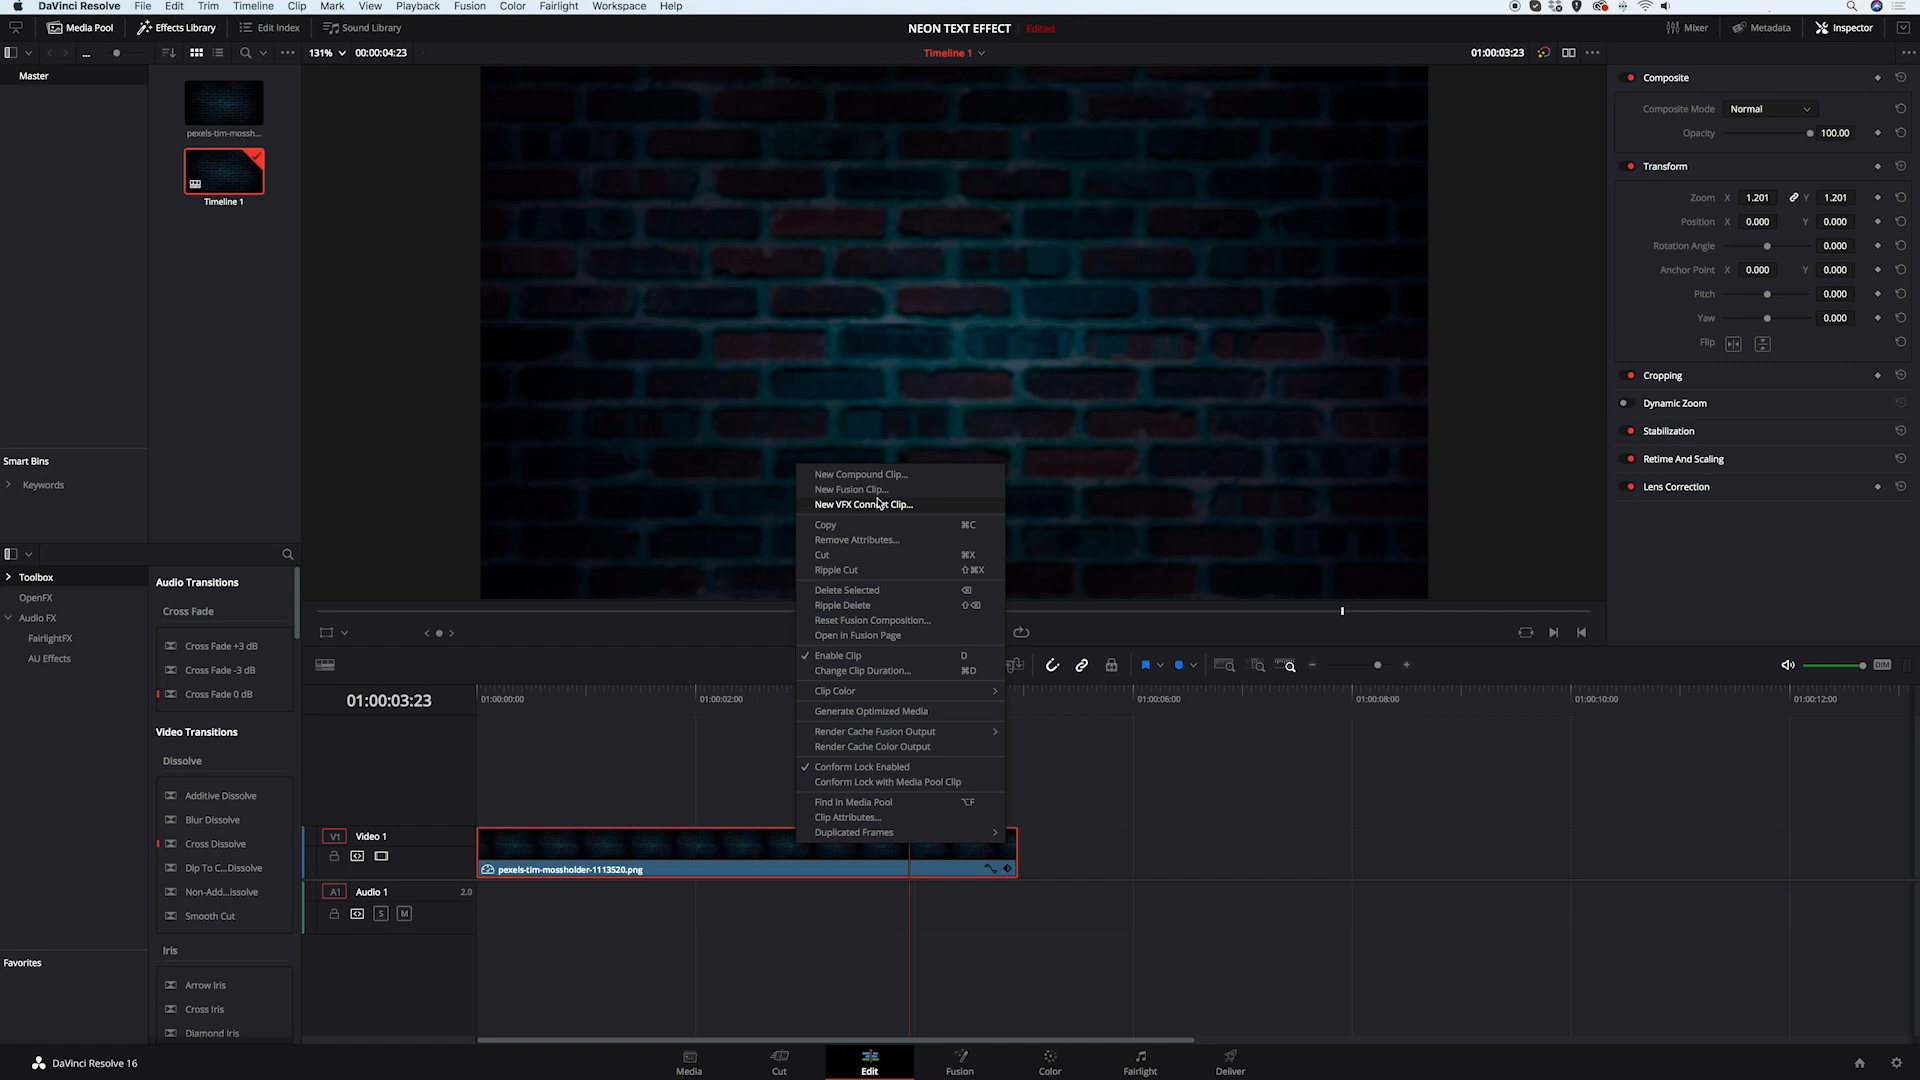 DaVinci Resolve File Edit Trim Timeline Clip Mark View Playback Fusion Color Fairlight Workspace Help
Media Pool Effects Library Edit Index Sound Library NEON TEXT EFFECT Edited Mixer Metadata Inspector
... 131% 00:00:04:23 Timeline 1 01:00:03:23
Master
pexels-tim-mossh...
Timeline 1
Smart Bins
Keywords
Composite
Composite Mode Normal
Opacity 100.00
Transform
Zoom X 1.201 Y 1.201
Position X 0.000 Y 0.000
Rotation Angle 0.000
Anchor Point X 0.000 Y 0.000
Pitch 0.000
Yaw 0.000
Flip
Cropping
Dynamic Zoom
Stabilization
Retime And Scaling
Lens Correction
New Compound Clip...
New Fusion Clip...
New VFX Connect Clip...
Copy ⌘C
Remove Attributes...
Cut ⌘X
Ripple Cut ⇧⌘X
Delete Selected ⌫
Ripple Delete ⇧⌫
Reset Fusion Composition...
Open in Fusion Page
✓ Enable Clip D
Change Clip Duration... ⌘D
Clip Color
Generate Optimized Media
Render Cache Fusion Output
Render Cache Color Output
✓ Conform Lock Enabled
Conform Lock with Media Pool Clip
Find In Media Pool ⌥F
Clip Attributes...
Duplicated Frames
Toolbox
OpenFX
Audio FX
FairlightFX
AU Effects
Favorites
Audio Transitions
Cross Fade
Cross Fade +3 dB
Cross Fade -3 dB
Cross Fade 0 dB
Video Transitions
Dissolve
Additive Dissolve
Blur Dissolve
Cross Dissolve
Dip To C...Dissolve
Non-Add...issolve
Smooth Cut
Iris
Arrow Iris
Cross Iris
Diamond Iris
DIM
01:00:03:23 01:00:00:00 01:00:02:00 01:00:06:00 01:00:08:00 01:00:10:00 01:00:12:00
V1 Video 1
pexels-tim-mossholder-1113520.png
A1 Audio 1 2.0
S M
DaVinci Resolve 16 Media Cut Edit Fusion Color Fairlight Deliver